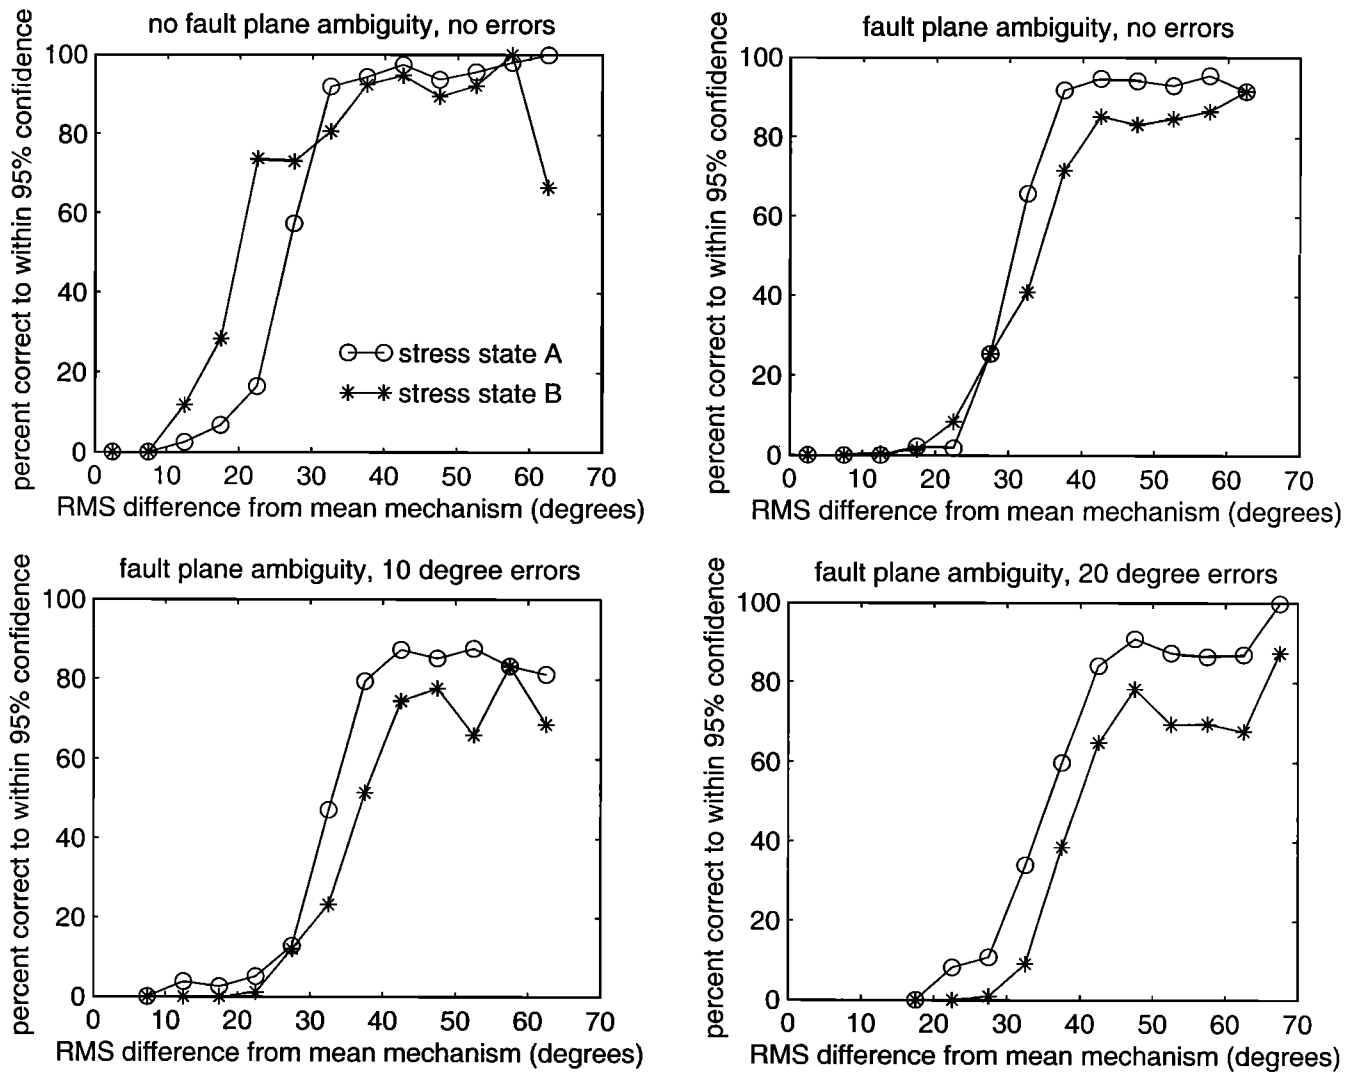 no fault plane ambiguity, no errors
percent correct to within 95% confidence
100
80
60
40
20
0
0 10 20 30 40 50 60 70
stress state A
stress state B
RMS difference from mean mechanism (degrees)
fault plane ambiguity, no errors
percent correct to within 95% confidence
100
80
60
40
20
0
0 10 20 30 40 50 60 70
RMS difference from mean mechanism (degrees)
fault plane ambiguity, 10 degree errors
percent correct to within 95% confidence
100
80
60
40
20
0
0 10 20 30 40 50 60 70
RMS difference from mean mechanism (degrees)
fault plane ambiguity, 20 degree errors
percent correct to within 95% confidence
100
80
60
40
20
0
0 10 20 30 40 50 60 70
RMS difference from mean mechanism (degrees)